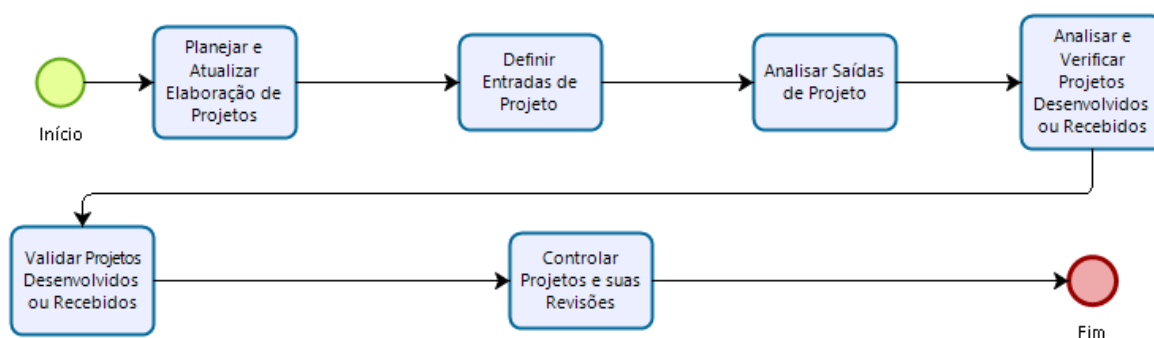 Início
Planejar e
Atualizar
Elaboração de
Projetos
Definir
Entradas de
Projeto
Analisar Saídas
de Projeto
Analisar e
Verificar
Projetos
Desenvolvidos
ou Recebidos
Validar Projetos
Desenvolvidos
ou Recebidos
Controlar
Projetos e suas
Revisões
Fim